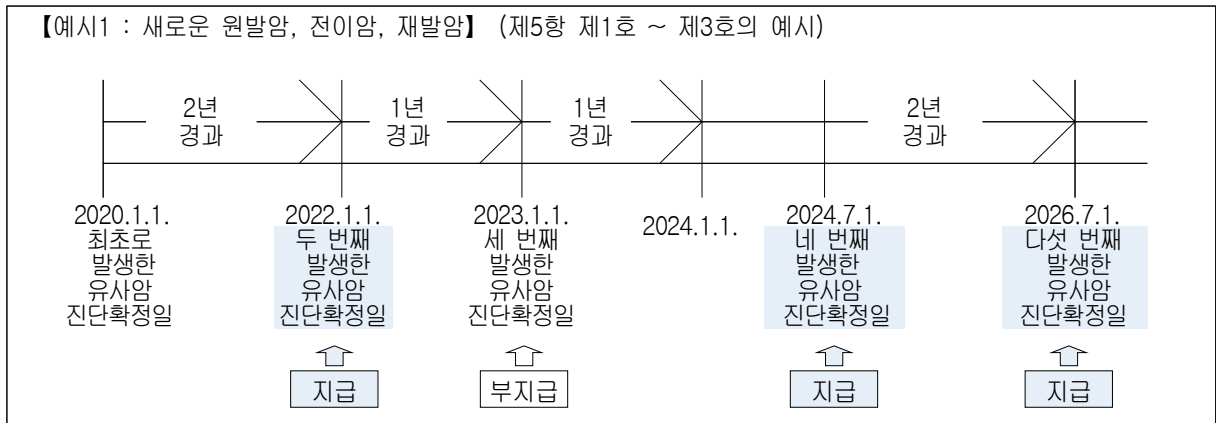 【예시1 : 새로운 원발암, 전이암, 재발암】 (제5항 제1호 ~ 제3호의 예시)
2년
경과
1년
경과
1년
경과
2년
경과
2020.1.1.
최초로
발생한
유사암
진단확정일
2022.1.1.
두 번째
발생한
유사암
진단확정일
지급
2023.1.1.
세 번째
발생한
유사암
진단확정일
부지급
2024.1.1.
2024.7.1.
네 번째
발생한
유사암
진단확정일
지급
2026.7.1.
다섯 번째
발생한
유사암
진단확정일
지급